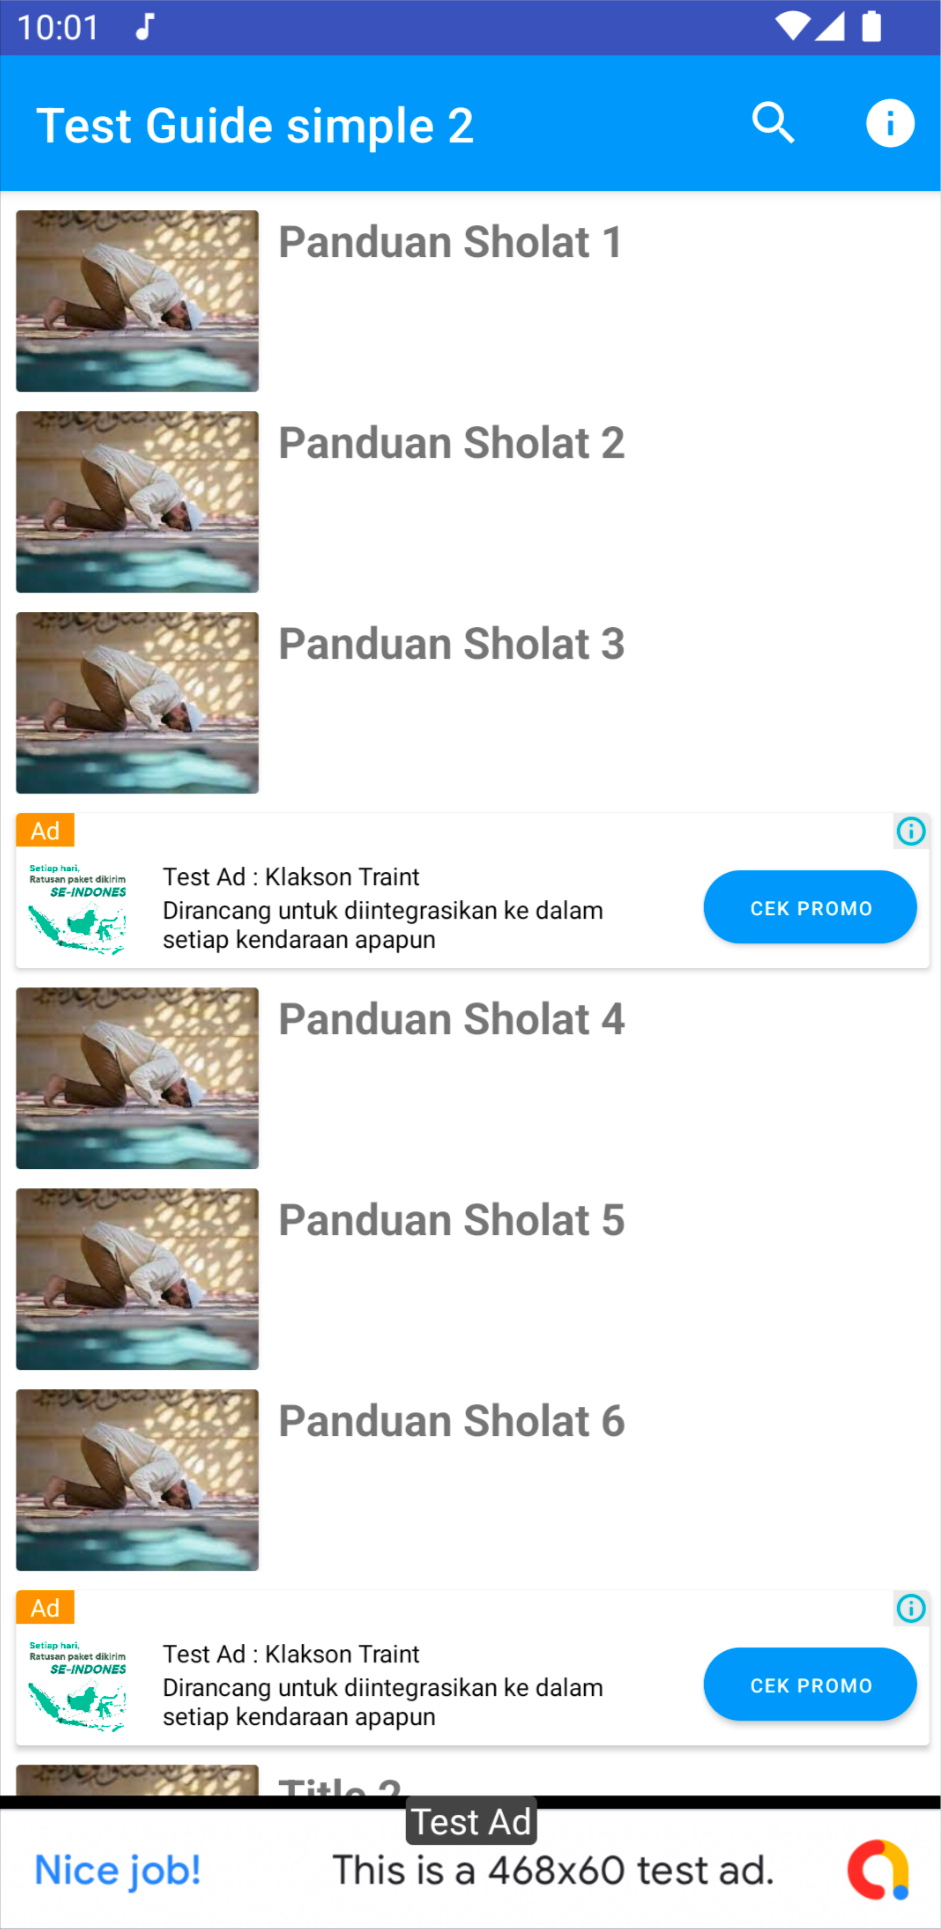 10:01
Test Guide simple 2
Panduan Sholat 1
Panduan Sholat 2
Panduan Sholat 3
Ad
Setiap hari,
Ratusan paket dikirim
SE-INDONES
Test Ad : Klakson Traint
Dirancang untuk diintegrasikan ke dalam
setiap kendaraan apapun
CEK PROMO
Panduan Sholat 4
Panduan Sholat 5
Panduan Sholat 6
Ad
Setiap hari,
Ratusan paket dikirim
SE-INDONES
Test Ad : Klakson Traint
Dirancang untuk diintegrasikan ke dalam
setiap kendaraan apapun
CEK PROMO
Title 2
Test Ad
Nice job!
This is a 468x60 test ad.